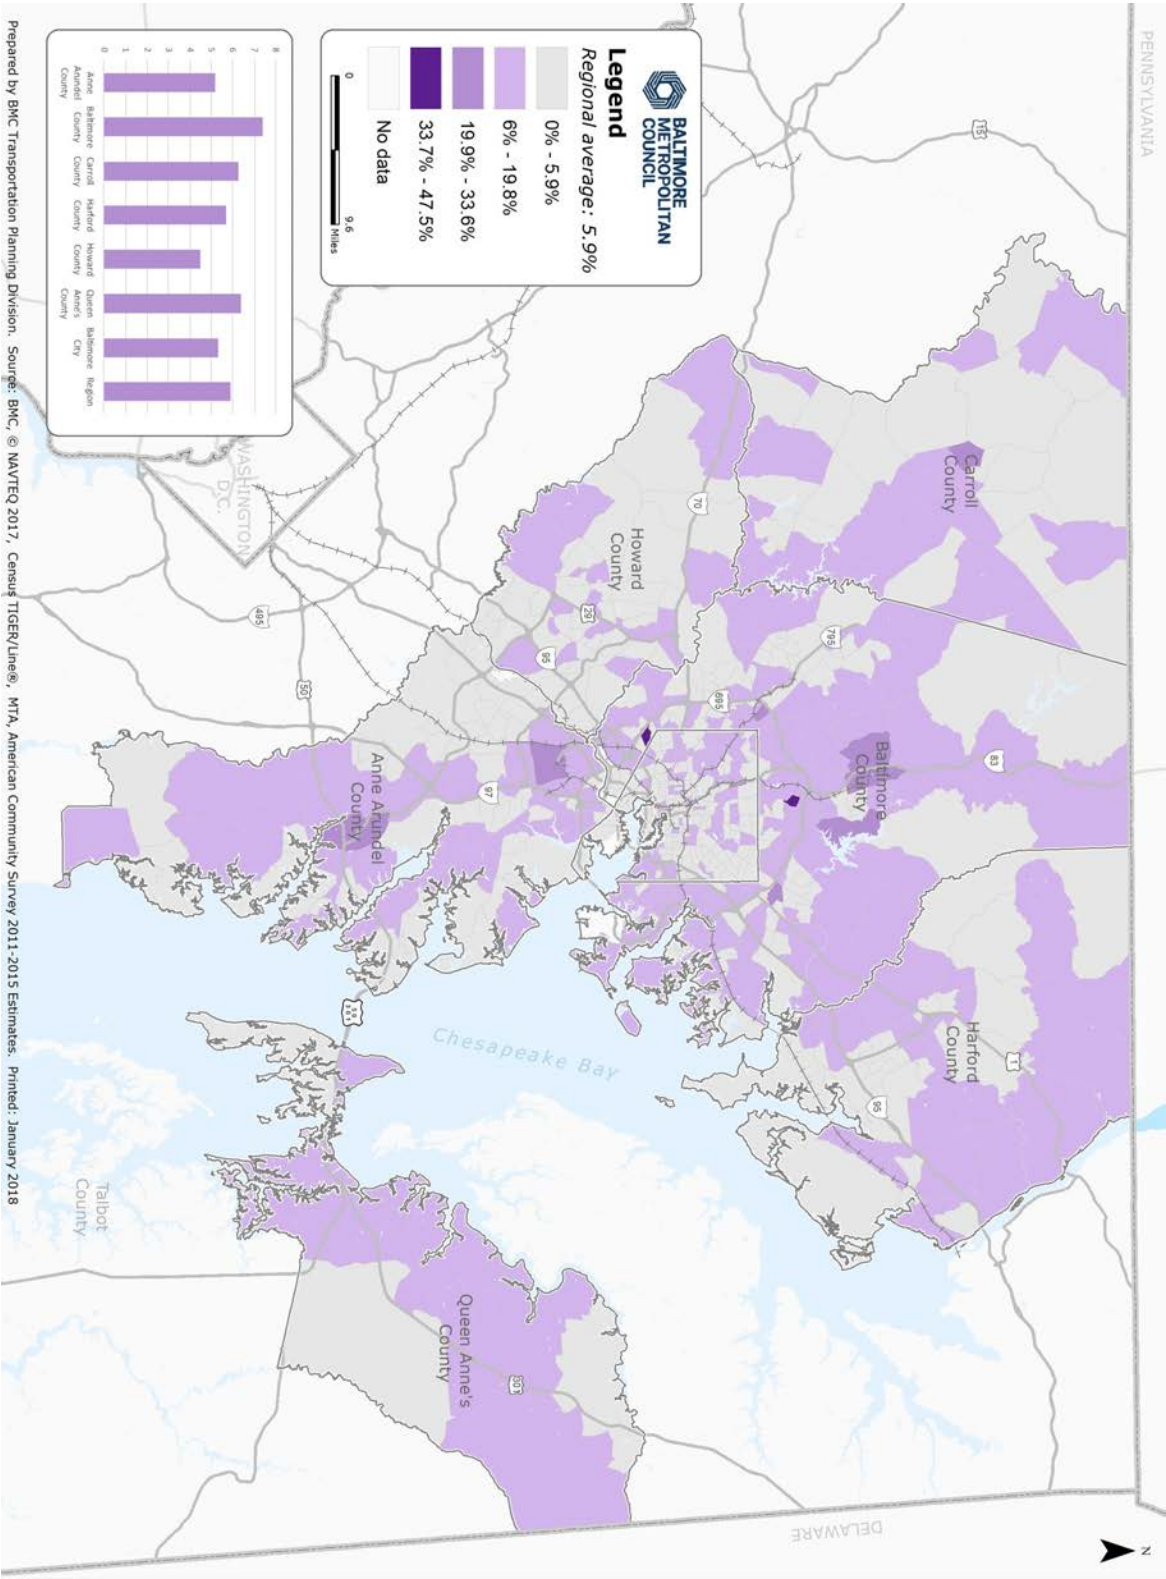 PENNSYLVANIA
15
BALTIMORE
METROPOLITAN
COUNCIL
Legend
Regional average: 5.9%
0% - 5.9%
6% - 19.8%
19.9% - 33.6%
33.7% - 47.5%
No data
0
9.6
Miles
8
7
6
5
4
3
2
1
0
Anne
Arundel
County
Baltimore
County
Carroll
County
Harford
County
Howard
County
Queen
Anne's
County
Baltimore
City
Region
Carroll
County
Baltimore
County
Harford
County
Howard
County
Anne Arundel
County
Queen Anne's
County
Talbot
County
WASHINGTON
D.C.
Chesapeake Bay
DELAWARE
70
29
95
795
695
83
1
95
97
495
50
301
N
Prepared by BMC Transportation Planning Division. Source: BMC, © NAVTEQ 2017, Census TIGER/Line®, MTA, American Community Survey 2011-2015 Estimates. Printed: January 2018